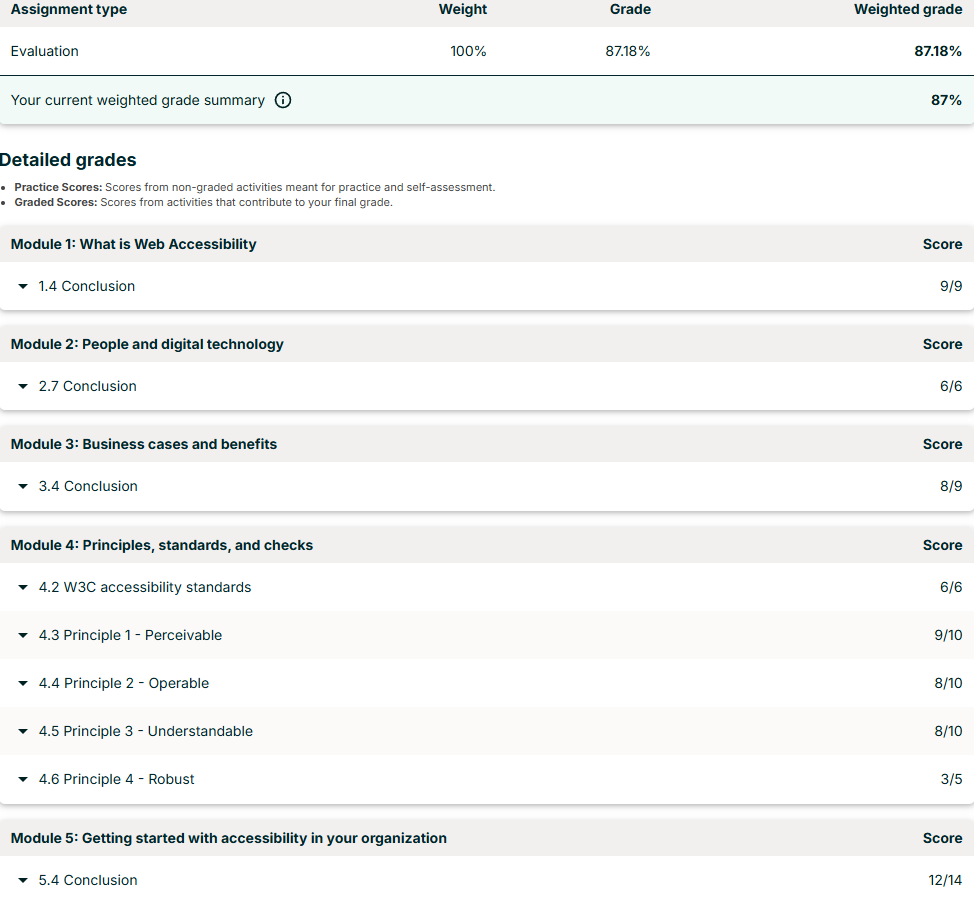 Assignment type Weight Grade Weighted grade
Evaluation 100% 87.18% 87.18%
Your current weighted grade summary 87%
Detailed grades
• Practice Scores: Scores from non-graded activities meant for practice and self-assessment.
• Graded Scores: Scores from activities that contribute to your final grade.
Module 1: What is Web Accessibility Score
1.4 Conclusion 9/9
Module 2: People and digital technology Score
2.7 Conclusion 6/6
Module 3: Business cases and benefits Score
3.4 Conclusion 8/9
Module 4: Principles, standards, and checks Score
4.2 W3C accessibility standards 6/6
4.3 Principle 1 - Perceivable 9/10
4.4 Principle 2 - Operable 8/10
4.5 Principle 3 - Understandable 8/10
4.6 Principle 4 - Robust 3/5
Module 5: Getting started with accessibility in your organization Score
5.4 Conclusion 12/14